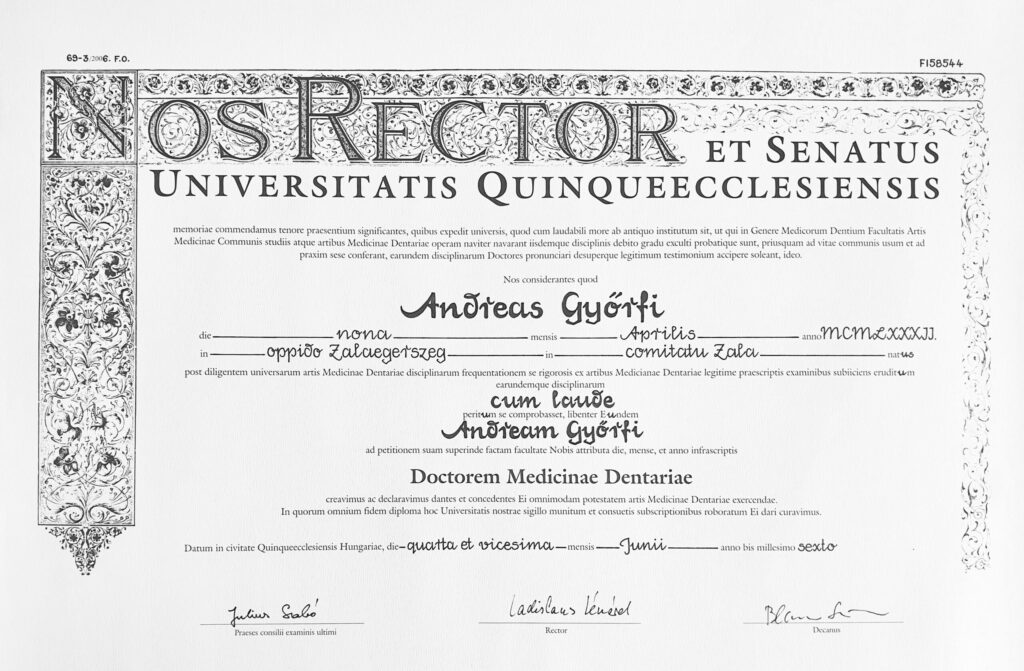 69-3/2006. F.O.
F158544
NOS RECTOR ET SENATUS
UNIVERSITATIS QUINQUEECCLESIENSIS
memoriae commendamus tenore praesentium significantes, quibus expedit universis, quod cum laudabili more ab antiquo institutum sit, ut qui in Genere Medicorum Dentium Facultatis Artis
Medicinae Communis studiis atque artibus Medicinae Dentariae operam naviter navarant iisdemque disciplinis debito gradu exculti probatique sunt, priusquam ad vitae communis usum et ad
praxim sese conferant, earundem disciplinarum Doctores pronunciari desuperque legitimum testimonium accipere soleant, ideo.
Nos considerantes quod
Andreas Győrfi
die nona mensis Aprilis anno MCMLXXXII.
in oppido Zalaegerszeg in comitatu Zala natus
post diligentem universarum artis Medicinae Dentariae disciplinarum frequentationem se rigorosis ex artibus Medicianae Dentariae legitime praescriptis examinibus subiiciens eruditum
earundemque disciplinarum
cum laude
peritum se comprobasset, libenter Eundem
Andream Győrfi
ad petitionem suam superinde factam facultate Nobis attributa die, mense, et anno infrascriptis
Doctorem Medicinae Dentariae
creavimus ac declaravimus dantes et concedentes Ei omnimodam potestatem artis Medicinae Dentariae exercendae.
In quorum omnium fidem diploma hoc Universitatis nostrae sigillo munitum et consuetis subscriptionibus roboratum Ei dari curavimus.
Datum in civitate Quinqueecclesiensis Hungariae, die quarta et vicesima mensis Junii anno bis millesimo sexto
Julius Szabó
Ladislaus Lénárd
Praeses consilii examinis ultimi
Rector
Decanus